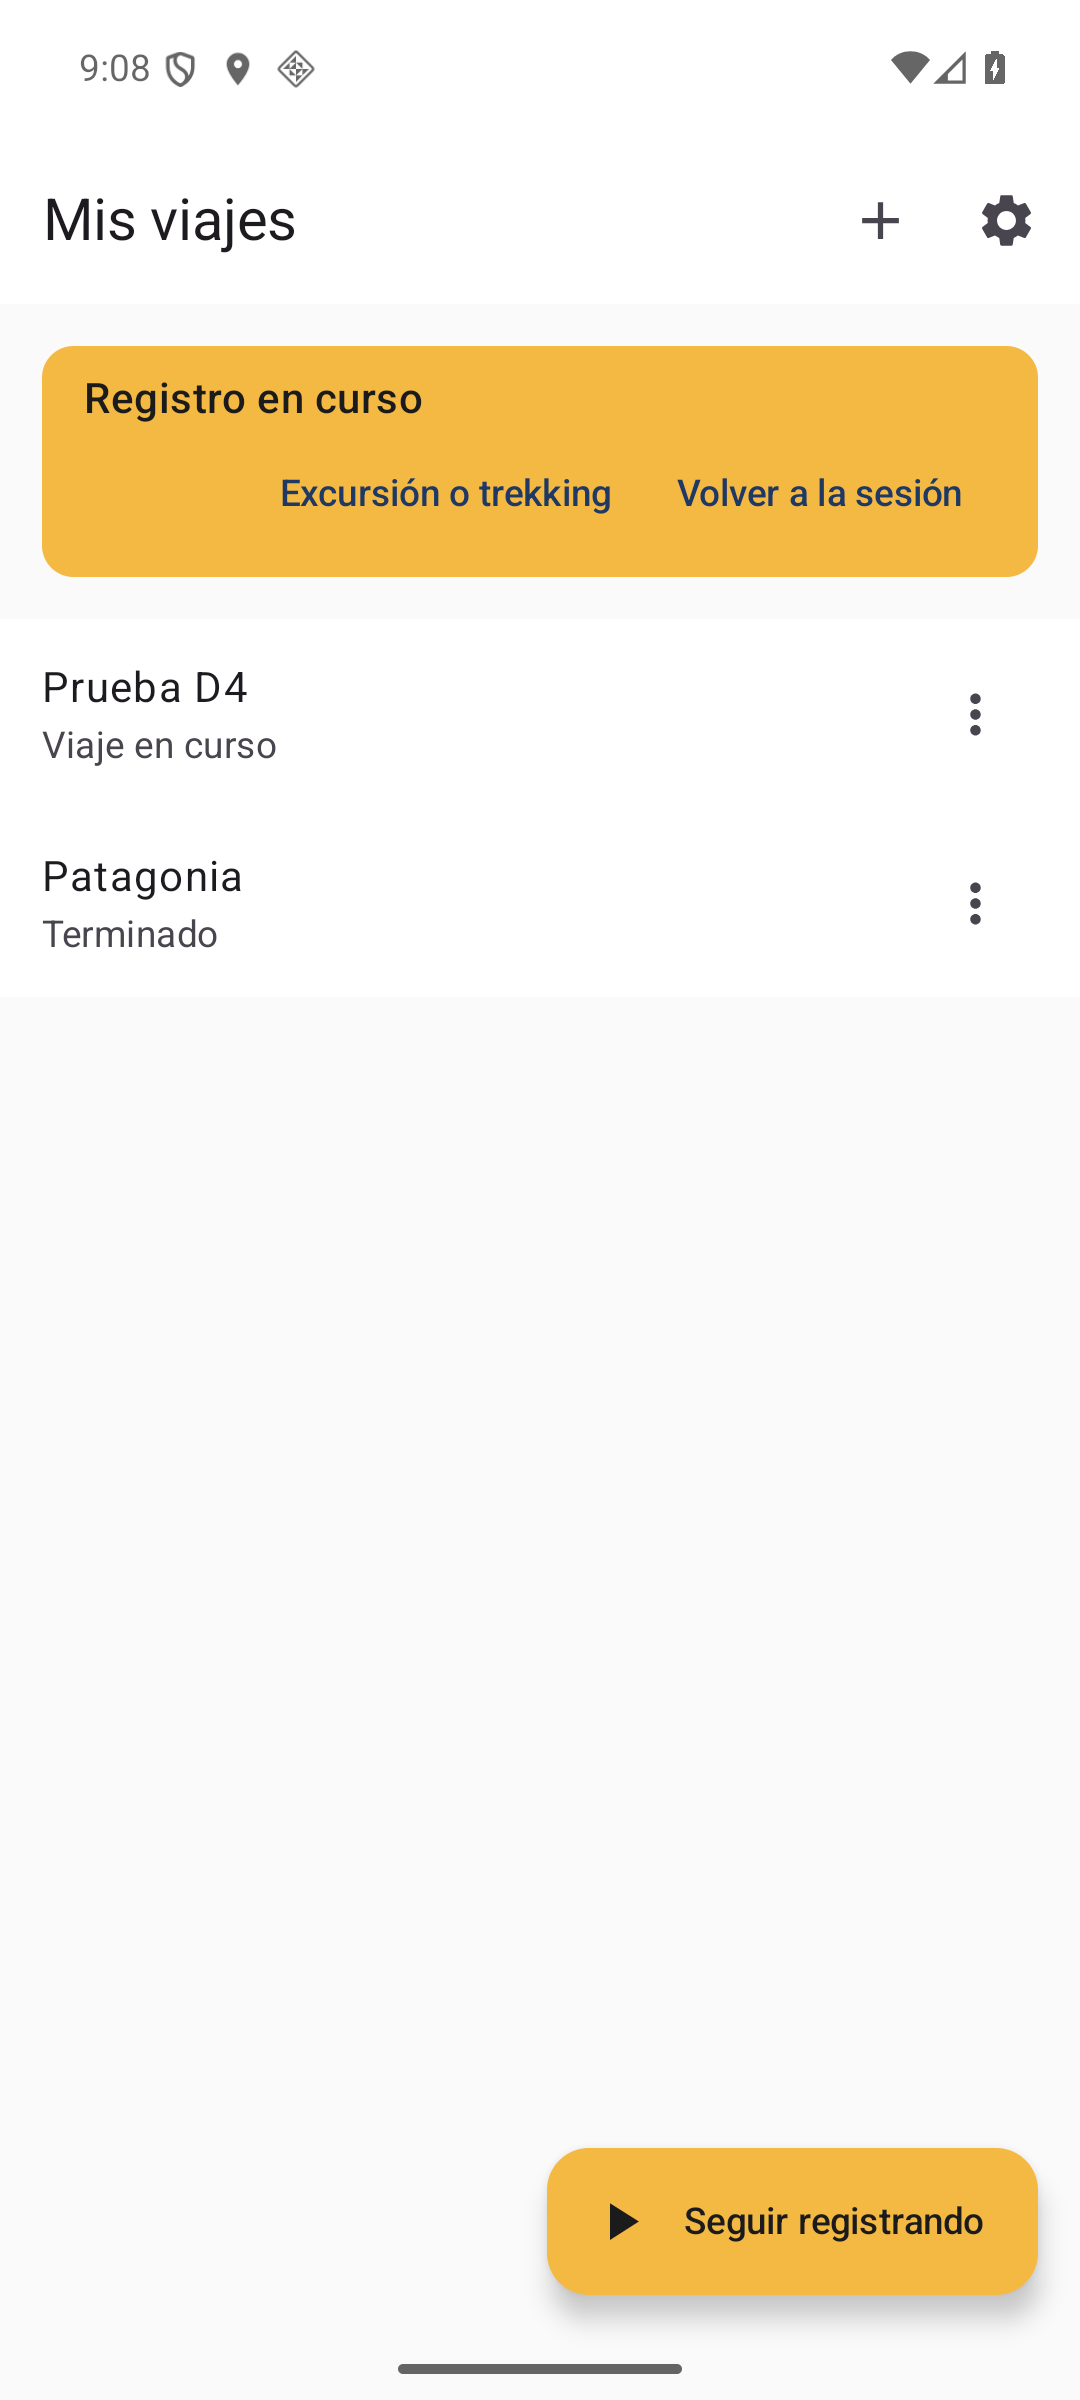 9:08
Mis viajes
Registro en curso
Excursión o trekking Volver a la sesión
Prueba D4
Viaje en curso
Patagonia
Terminado
Seguir registrando